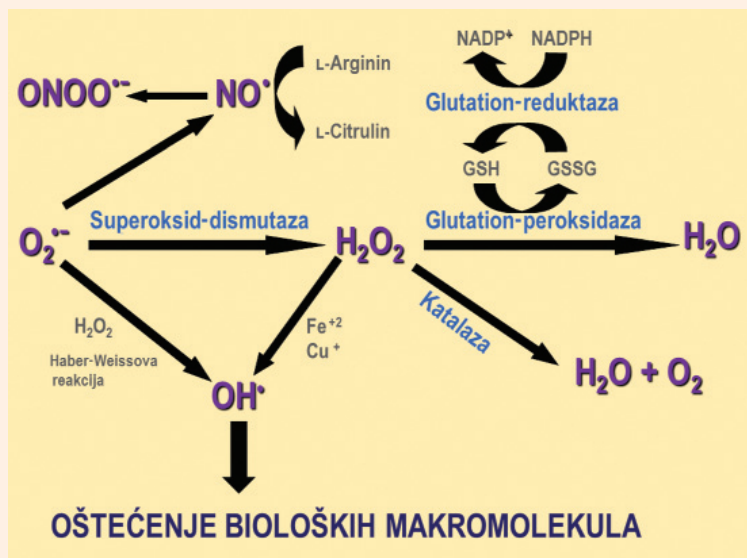 NADP⁺ NADPH
ONOO•⁻ NO•
L-Arginin
Glutation-reduktaza
L-Citrulin
GSH GSSG
Superoksid-dismutaza Glutation-peroksidaza
O₂•⁻ H₂O₂ H₂O
H₂O₂
Haber-Weissova
reakcija
Fe⁺²
Cu⁺
Katalaza
H₂O + O₂
OH•
OŠTEĆENJE BIOLOŠKIH MAKROMOLEKULA